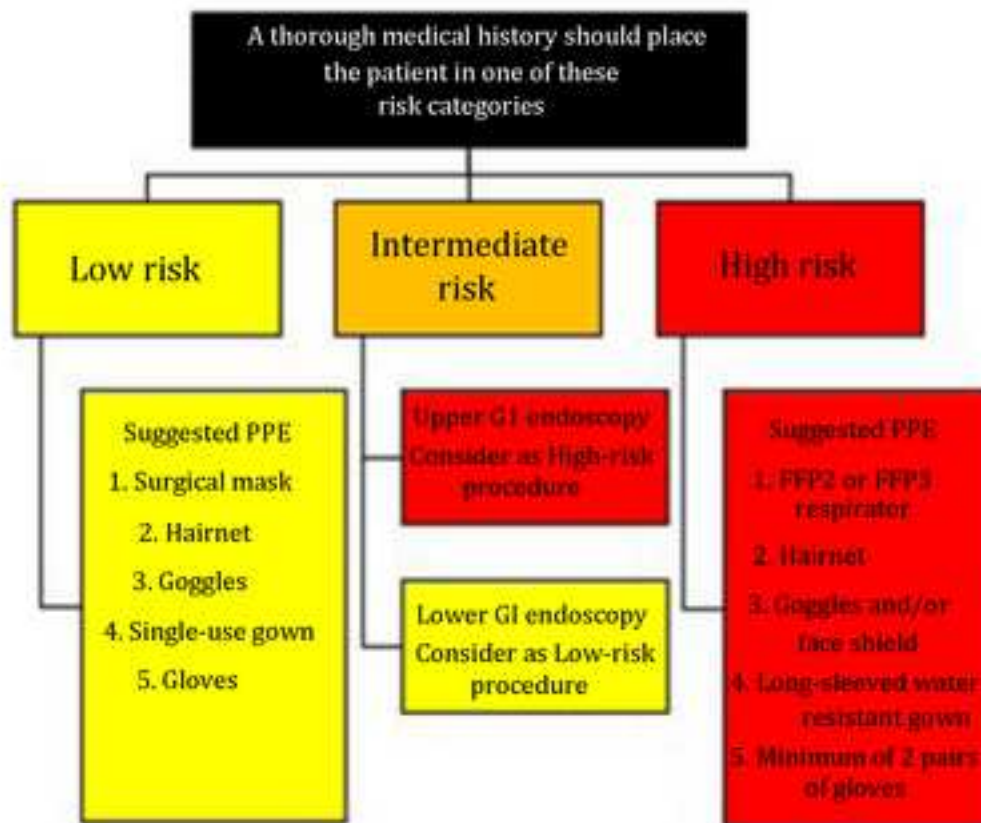 A thorough medical history should place
the patient in one of these
risk categories
Low risk
Intermediate
risk
High risk
Suggested PPE
1. Surgical mask
2. Hairnet
3. Goggles
4. Single-use gown
5. Gloves
Upper GI endoscopy
Consider as High-risk
procedure
Lower GI endoscopy
Consider as Low-risk
procedure
Suggested PPE
1. FFP2 or FFP3
respirator
2. Hairnet
3. Goggles and/or
face shield
4. Long-sleeved water
resistant gown
5. Minimum of 2 pairs
of gloves